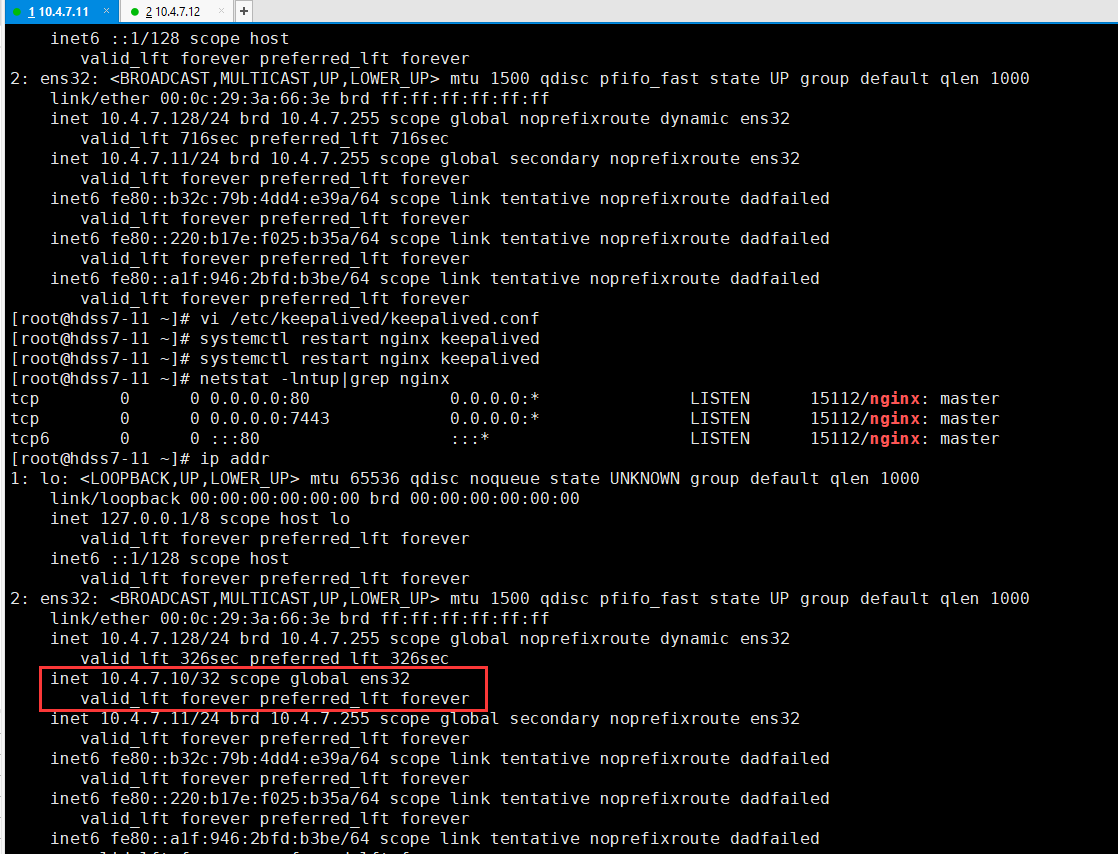 1 10.4.7.11 × 2 10.4.7.12 × +
inet6 ::1/128 scope host
valid_lft forever preferred_lft forever
2: ens32: <BROADCAST,MULTICAST,UP,LOWER_UP> mtu 1500 qdisc pfifo_fast state UP group default qlen 1000
link/ether 00:0c:29:3a:66:3e brd ff:ff:ff:ff:ff:ff
inet 10.4.7.128/24 brd 10.4.7.255 scope global noprefixroute dynamic ens32
valid_lft 716sec preferred_lft 716sec
inet 10.4.7.11/24 brd 10.4.7.255 scope global secondary noprefixroute ens32
valid_lft forever preferred_lft forever
inet6 fe80::b32c:79b:4dd4:e39a/64 scope link tentative noprefixroute dadfailed
valid_lft forever preferred_lft forever
inet6 fe80::220:b17e:f025:b35a/64 scope link tentative noprefixroute dadfailed
valid_lft forever preferred_lft forever
inet6 fe80::a1f:946:2bfd:b3be/64 scope link tentative noprefixroute dadfailed
valid_lft forever preferred_lft forever
[root@hdss7-11 ~]# vi /etc/keepalived/keepalived.conf
[root@hdss7-11 ~]# systemctl restart nginx keepalived
[root@hdss7-11 ~]# systemctl restart nginx keepalived
[root@hdss7-11 ~]# netstat -lntup|grep nginx
tcp 0 0 0.0.0.0:80 0.0.0.0:* LISTEN 15112/nginx: master
tcp 0 0 0.0.0.0:7443 0.0.0.0:* LISTEN 15112/nginx: master
tcp6 0 0 :::80 :::* LISTEN 15112/nginx: master
[root@hdss7-11 ~]# ip addr
1: lo: <LOOPBACK,UP,LOWER_UP> mtu 65536 qdisc noqueue state UNKNOWN group default qlen 1000
link/loopback 00:00:00:00:00:00 brd 00:00:00:00:00:00
inet 127.0.0.1/8 scope host lo
valid_lft forever preferred_lft forever
inet6 ::1/128 scope host
valid_lft forever preferred_lft forever
2: ens32: <BROADCAST,MULTICAST,UP,LOWER_UP> mtu 1500 qdisc pfifo_fast state UP group default qlen 1000
link/ether 00:0c:29:3a:66:3e brd ff:ff:ff:ff:ff:ff
inet 10.4.7.128/24 brd 10.4.7.255 scope global noprefixroute dynamic ens32
valid_lft 326sec preferred_lft 326sec
inet 10.4.7.10/32 scope global ens32
valid_lft forever preferred_lft forever
inet 10.4.7.11/24 brd 10.4.7.255 scope global secondary noprefixroute ens32
valid_lft forever preferred_lft forever
inet6 fe80::b32c:79b:4dd4:e39a/64 scope link tentative noprefixroute dadfailed
valid_lft forever preferred_lft forever
inet6 fe80::220:b17e:f025:b35a/64 scope link tentative noprefixroute dadfailed
valid_lft forever preferred_lft forever
inet6 fe80::a1f:946:2bfd:b3be/64 scope link tentative noprefixroute dadfailed